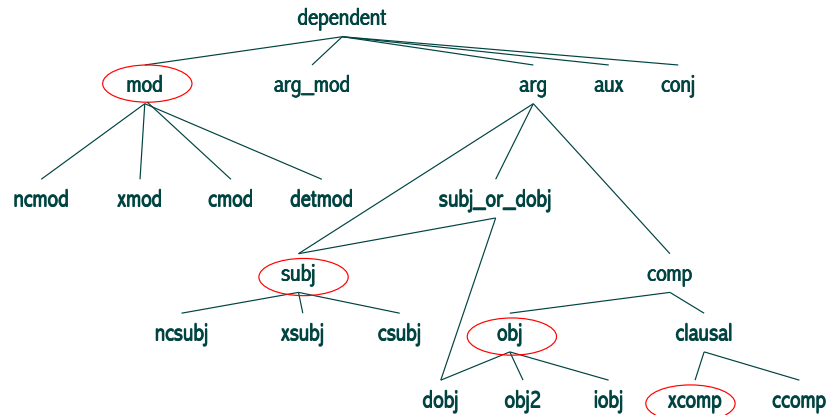 dependent
mod arg_mod arg aux conj
ncmod xmod cmod detmod subj_or_dobj
subj comp
ncsubj xsubj csubj obj clausal
dobj obj2 iobj xcomp ccomp